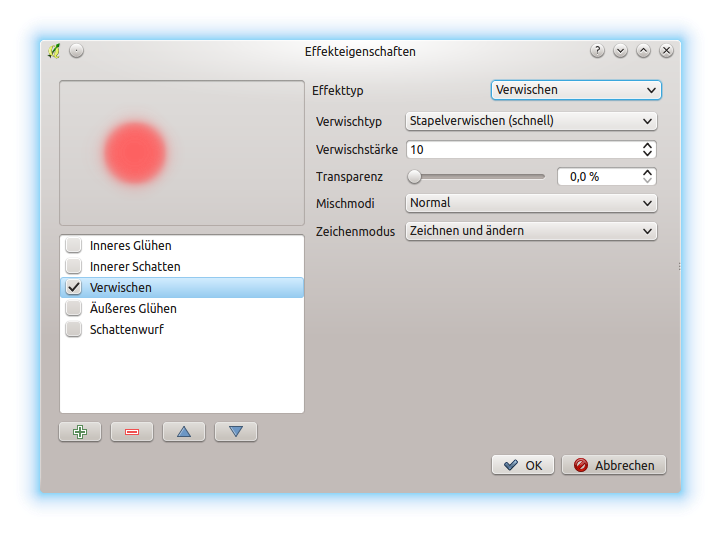 Effekteigenschaften
Effekttyp Verwischen
Verwischtyp Stapelverwischen (schnell)
Verwischstärke 10
Transparenz 0,0 %
Mischmodi Normal
Zeichenmodus Zeichnen und ändern
Inneres Glühen
Innerer Schatten
Verwischen
Äußeres Glühen
Schattenwurf
OK Abbrechen